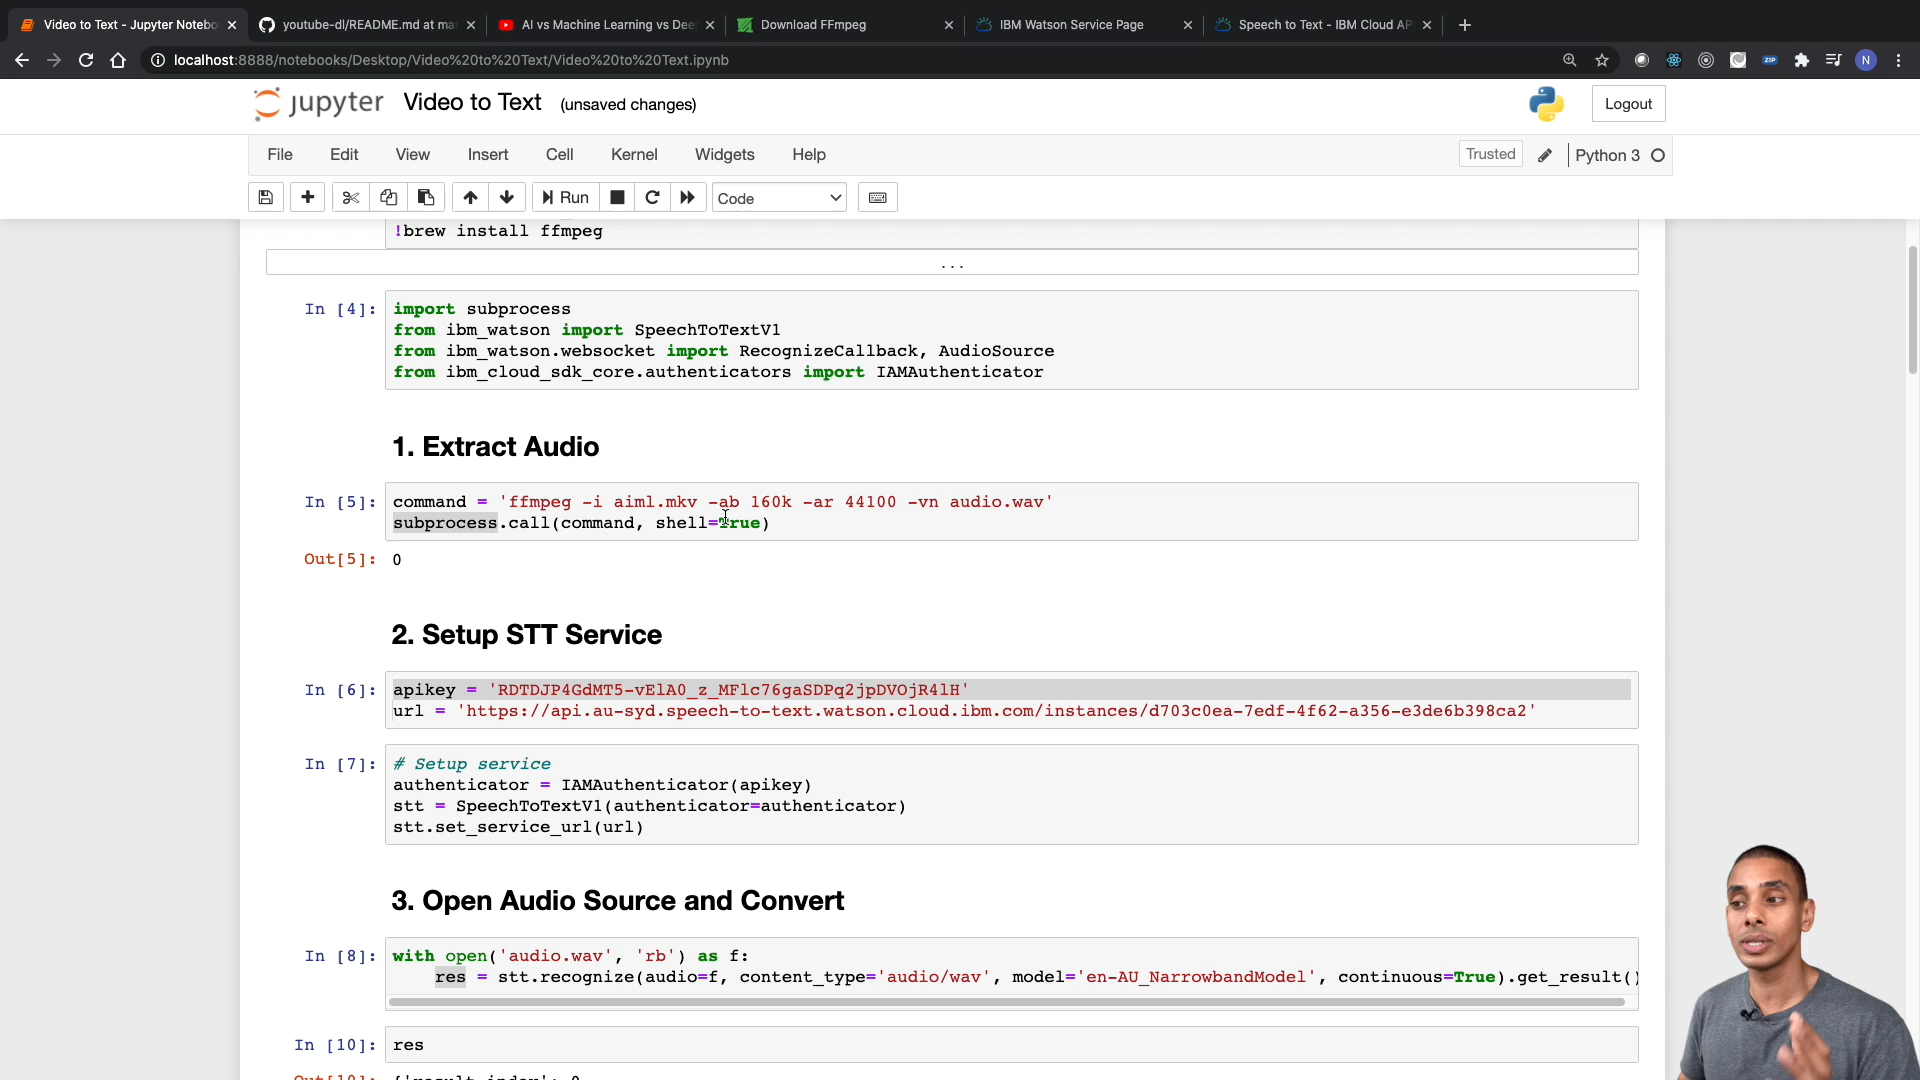 Video to Text - Jupyter Notebo
youtube-dl/README.md at ma
AI vs Machine Learning vs Dee
Download FFmpeg
IBM Watson Service Page
Speech to Text - IBM Cloud AP
localhost:8888/notebooks/Desktop/Video%20to%20Text/Video%20to%20Text.ipynb
ZIP
N
jupyter Video to Text (unsaved changes)
Logout
File Edit View Insert Cell Kernel Widgets Help
Trusted
Python 3
Run
Code
!brew install ffmpeg
...
In [4]: import subprocess
from ibm_watson import SpeechToTextV1
from ibm_watson.websocket import RecognizeCallback, AudioSource
from ibm_cloud_sdk_core.authenticators import IAMAuthenticator
1. Extract Audio
In [5]: command = 'ffmpeg -i aiml.mkv -ab 160k -ar 44100 -vn audio.wav'
subprocess.call(command, shell=True)
Out[5]: 0
2. Setup STT Service
In [6]: apikey = 'RDTDJP4GdMT5-vElA0_z_MFlc76gaSDPq2jpDVOjR4lH'
url = 'https://api.au-syd.speech-to-text.watson.cloud.ibm.com/instances/d703c0ea-7edf-4f62-a356-e3de6b398ca2'
In [7]: # Setup service
authenticator = IAMAuthenticator(apikey)
stt = SpeechToTextV1(authenticator=authenticator)
stt.set_service_url(url)
3. Open Audio Source and Convert
In [8]: with open('audio.wav', 'rb') as f:
res = stt.recognize(audio=f, content_type='audio/wav', model='en-AU_NarrowbandModel', continuous=True).get_result()
In [10]: res
Out[10]: {'result_index': 0